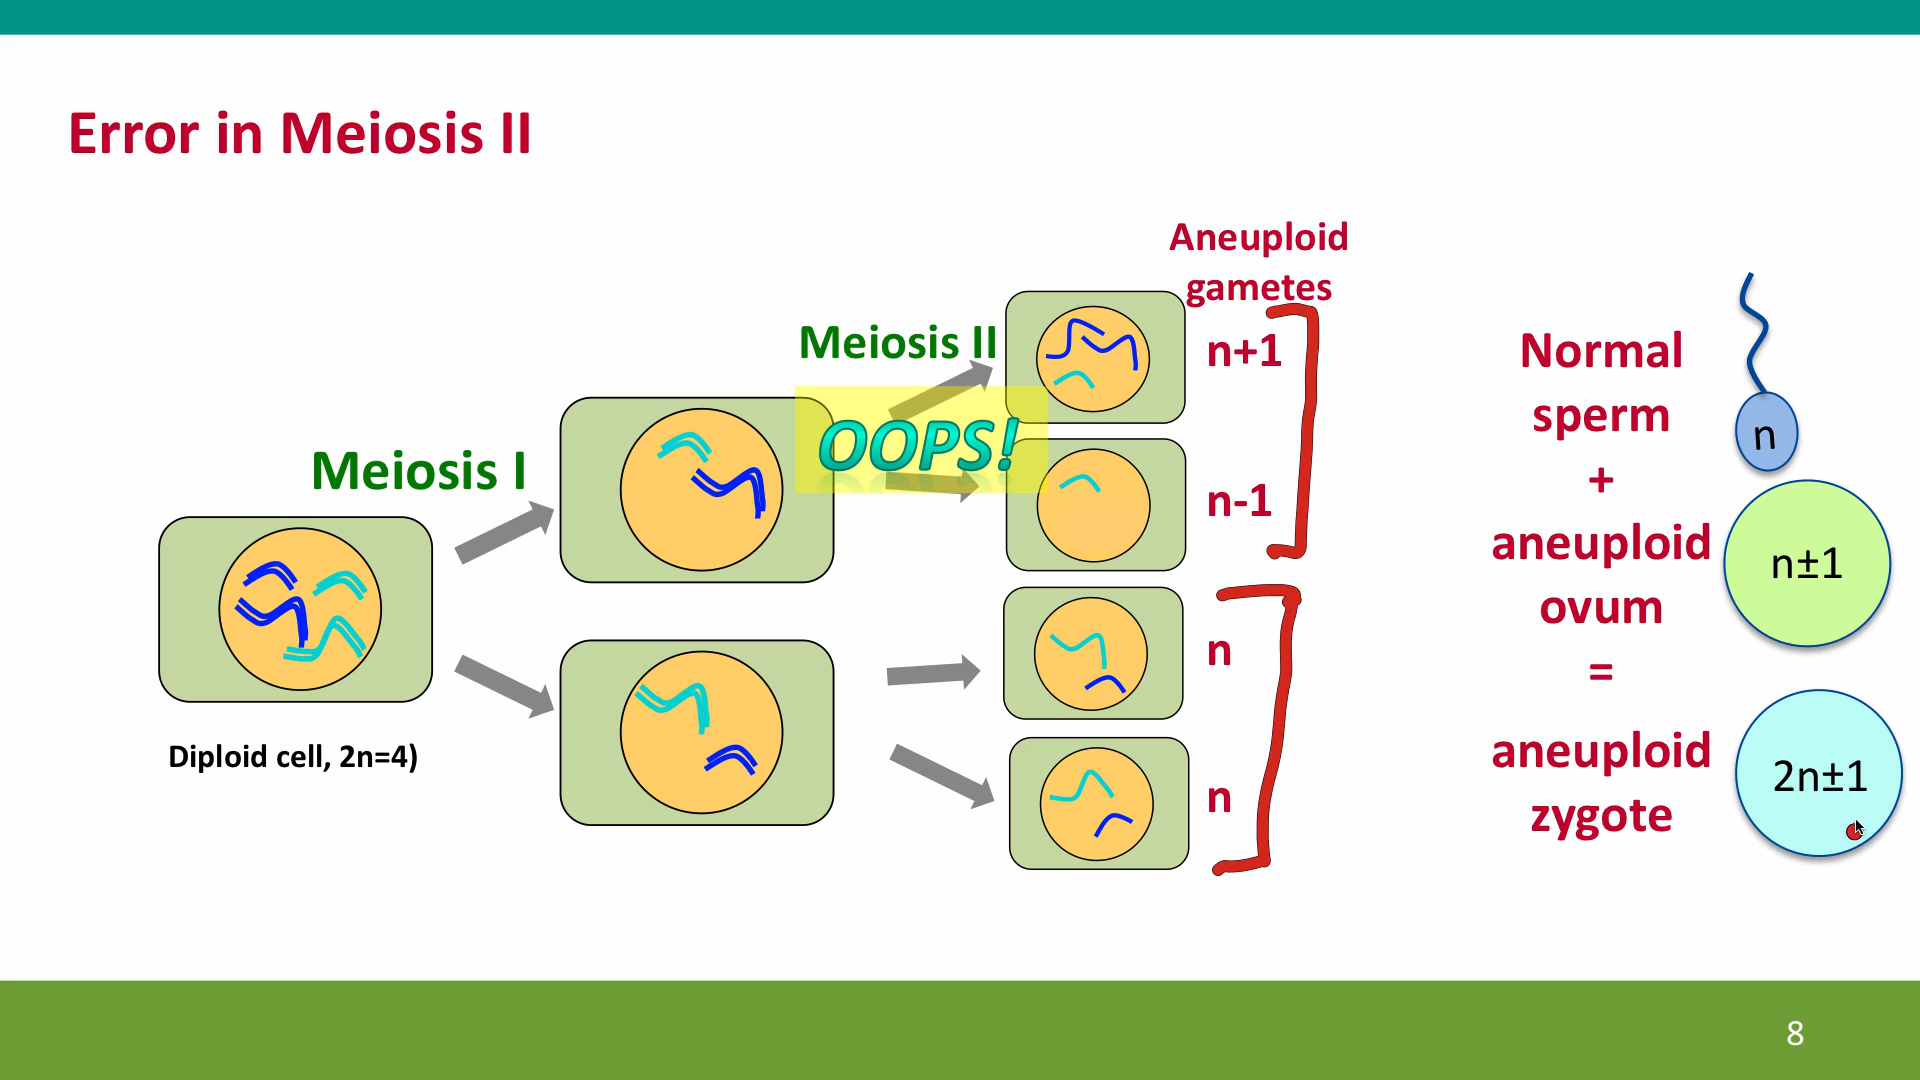 Error in Meiosis II
Aneuploid
gametes
Meiosis II
n+1
OOPS!
Meiosis I
n-1
n
n
Diploid cell, 2n=4)
Normal
sperm
+
aneuploid
ovum
=
aneuploid
zygote
n
n±1
2n±1
8